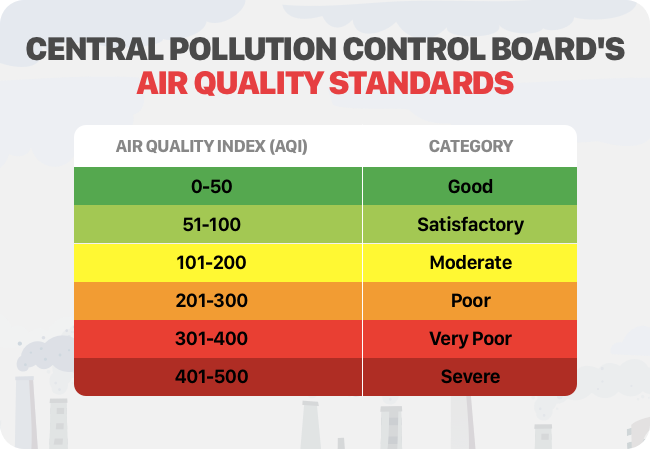 CENTRAL POLLUTION CONTROL BOARD'S
AIR QUALITY STANDARDS
AIR QUALITY INDEX (AQI) CATEGORY
0-50 Good
51-100 Satisfactory
101-200 Moderate
201-300 Poor
301-400 Very Poor
401-500 Severe